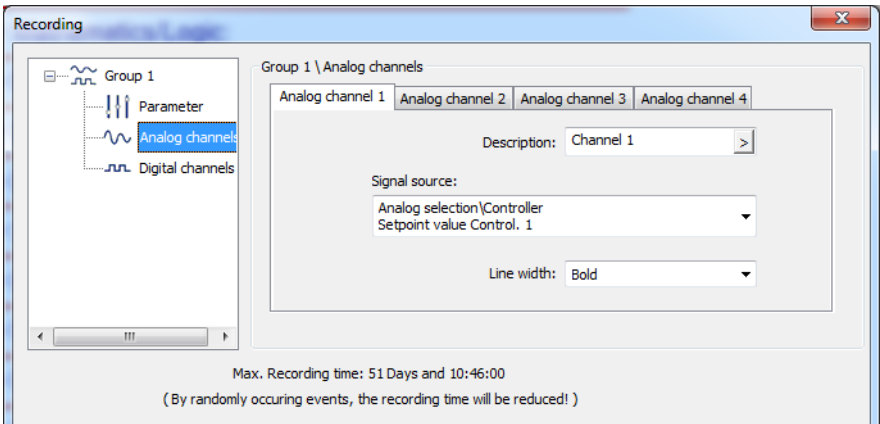 Recording
Group 1
Parameter
Analog channels
Digital channels
Group 1 \ Analog channels
Analog channel 1
Analog channel 2
Analog channel 3
Analog channel 4
Description:
Channel 1
>
Signal source:
Analog selection\Controller
Setpoint value Control. 1
Line width:
Bold
Max. Recording time: 51 Days and 10:46:00
( By randomly occuring events, the recording time will be reduced! )